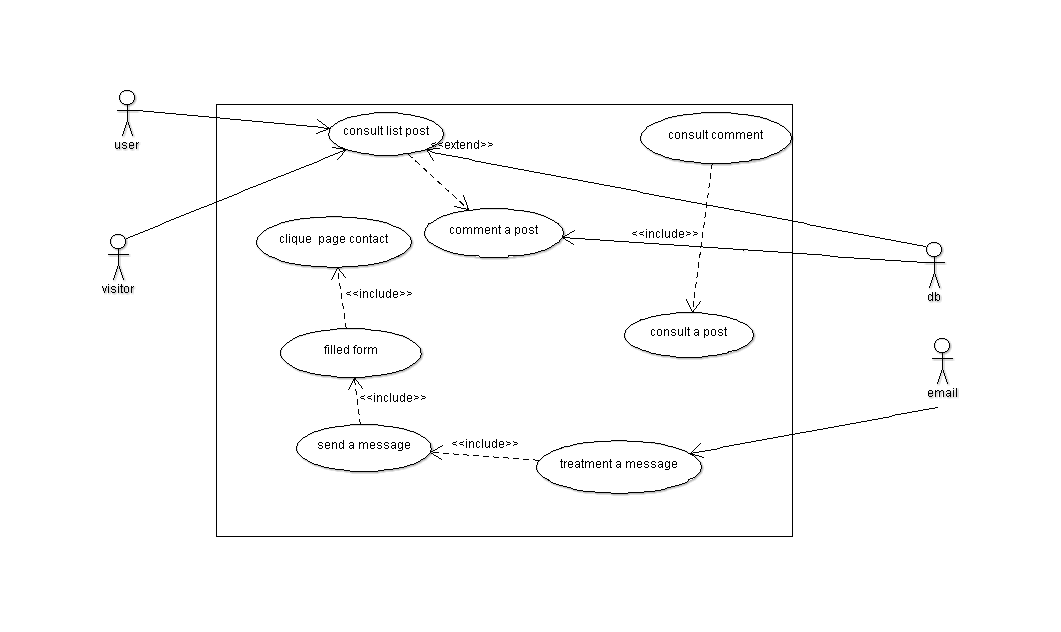 user
consult list post
consult comment
<<extend>>
comment a post
clique  page contact
<<include>>
visitor
db
<<include>>
consult a post
filled form
email
<<include>>
send a message
<<include>>
treatment a message